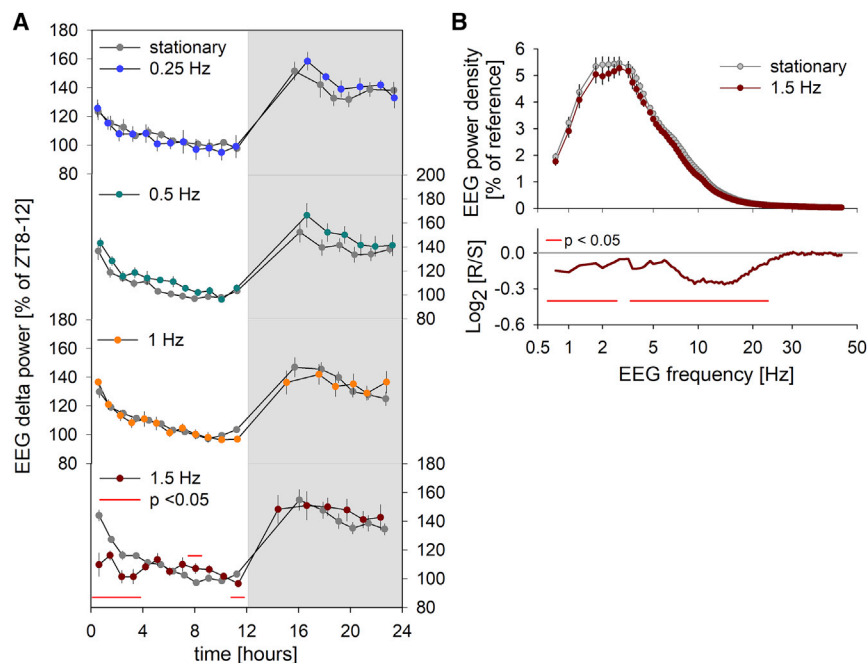 A
180
160
140
120
100
80
stationary
0.25 Hz
200
180
160
140
120
100
80
0.5 Hz
180
160
140
120
100
80
1 Hz
180
160
140
120
100
80
1.5 Hz
p <0.05
0 4 8 12 16 20 24
time [hours]
EEG delta power [% of ZT8-12]
B
EEG power density
[% of reference]
6
5
4
3
2
1
0
stationary
1.5 Hz
Log2 [R/S]
0.0
-0.3
-0.6
p < 0.05
0.5 1 2 5 10 20 30 50
EEG frequency [Hz]